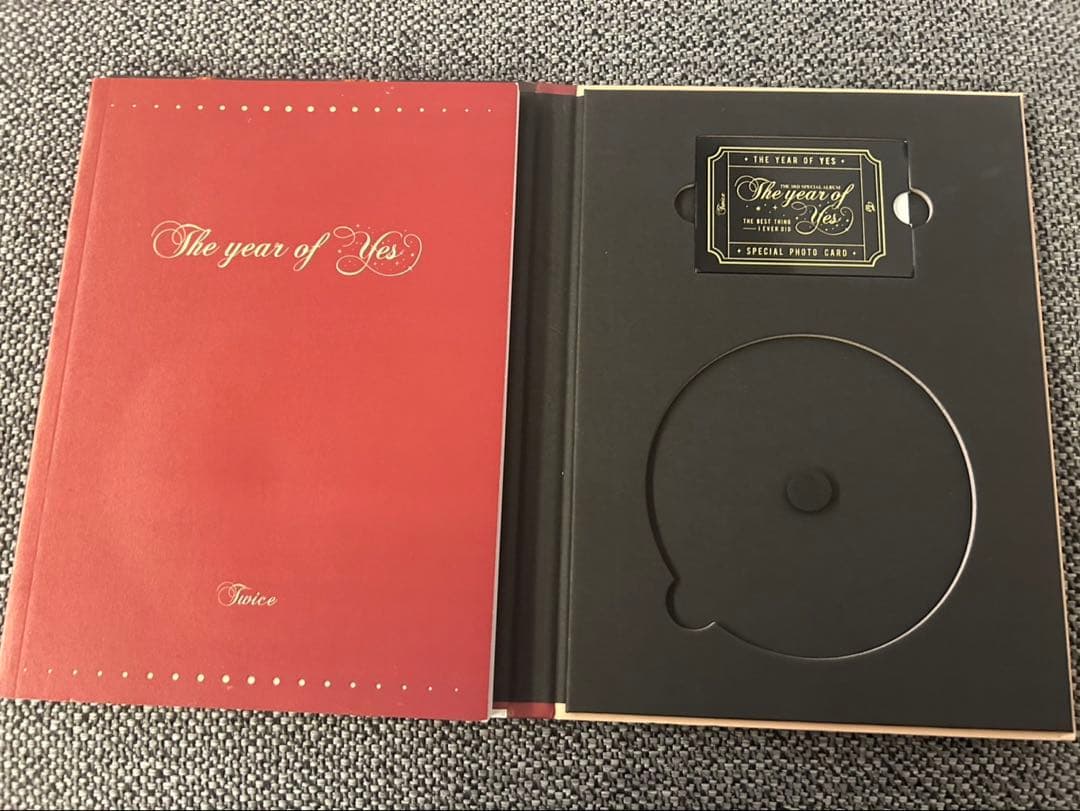 The year of Yes
Twice
• THE YEAR OF YES •
THE 3RD SPECIAL ALBUM
The year of
Yes
THE BEST THING
I EVER DID
Twice
• SPECIAL PHOTO CARD •